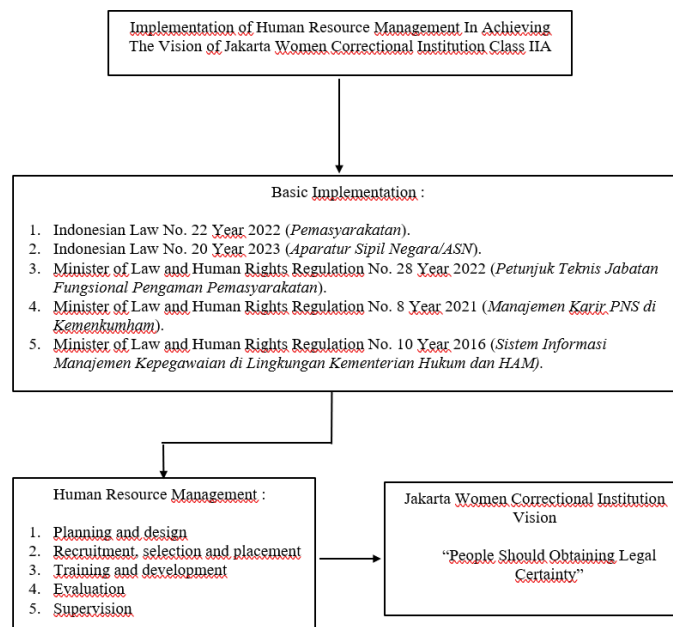 Implementation of Human Resource Management In Achieving
The Vision of Jakarta Women Correctional Institution Class IIA
Basic Implementation :
1. Indonesian Law No. 22 Year 2022 (Pemasyarakatan).
2. Indonesian Law No. 20 Year 2023 (Aparatur Sipil Negara/ASN).
3. Minister of Law and Human Rights Regulation No. 28 Year 2022 (Petunjuk Teknis Jabatan
Fungsional Pengaman Pemasyarakatan).
4. Minister of Law and Human Rights Regulation No. 8 Year 2021 (Manajemen Karir PNS di
Kemenkumham).
5. Minister of Law and Human Rights Regulation No. 10 Year 2016 (Sistem Informasi
Manajemen Kepegawaian di Lingkungan Kementerian Hukum dan HAM).
Human Resource Management :
1. Planning and design
2. Recruitment, selection and placement
3. Training and development
4. Evaluation
5. Supervision
Jakarta Women Correctional Institution
Vision
“People Should Obtaining Legal
Certainty”